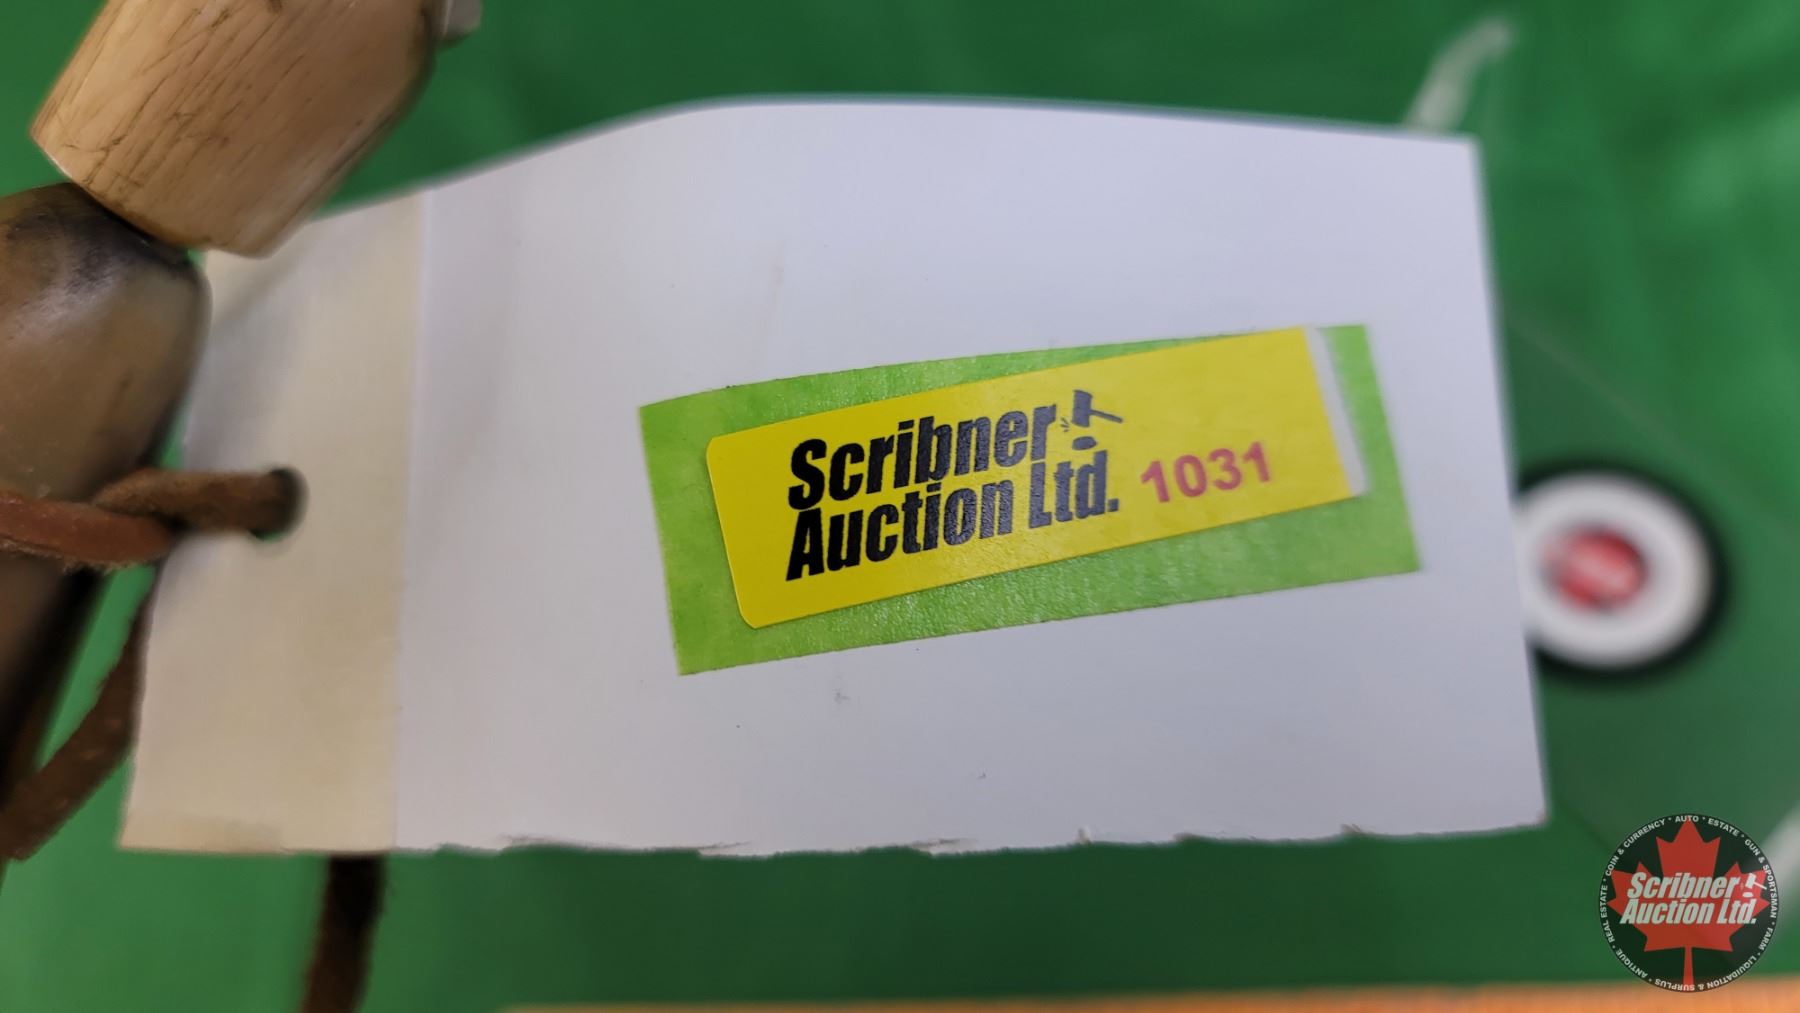 Scribner
Auction Ltd.
1031
COIN & CURRENCY * AUTO * ESTATE * GUN & SPORTSMAN * FARM * LIQUIDATION & SURPLUS * ANTIQUE * REAL ESTATE *
Scribner
Auction Ltd.